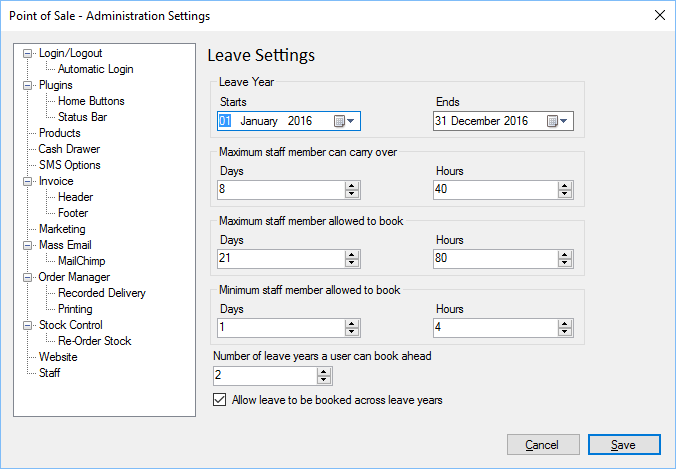 Point of Sale - Administration Settings
Login/Logout
Automatic Login
Plugins
Home Buttons
Status Bar
Products
Cash Drawer
SMS Options
Invoice
Header
Footer
Marketing
Mass Email
MailChimp
Order Manager
Recorded Delivery
Printing
Stock Control
Re-Order Stock
Website
Staff
Leave Settings
Leave Year
Starts Ends
01 January 2016 31 December 2016
Maximum staff member can carry over
Days Hours
8 40
Maximum staff member allowed to book
Days Hours
21 80
Minimum staff member allowed to book
Days Hours
1 4
Number of leave years a user can book ahead
2
Allow leave to be booked across leave years
Cancel Save